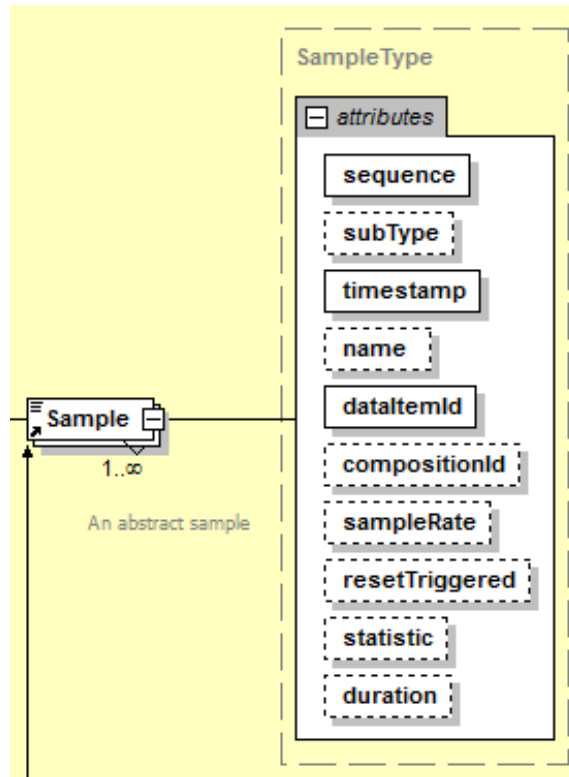 SampleType
attributes
sequence
subType
timestamp
name
Sample
dataItemId
1..∞
compositionId
An abstract sample
sampleRate
resetTriggered
statistic
duration